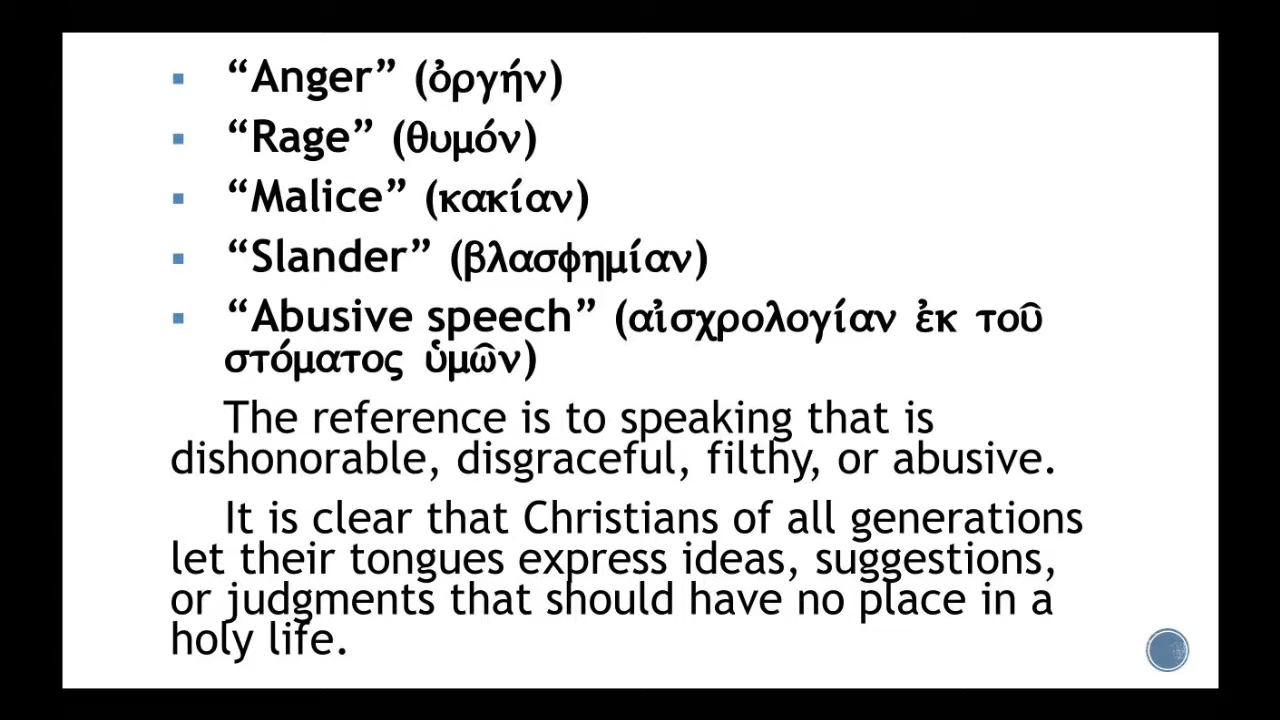 ▪ “Anger” (ὀργήν)
▪ “Rage” (θυμόν)
▪ “Malice” (κακίαν)
▪ “Slander” (βλασφημίαν)
▪ “Abusive speech” (αἰσχρολογίαν ἐκ τοῦ
στόματος ὑμῶν)
The reference is to speaking that is
dishonorable, disgraceful, filthy, or abusive.
It is clear that Christians of all generations
let their tongues express ideas, suggestions,
or judgments that should have no place in a
holy life.